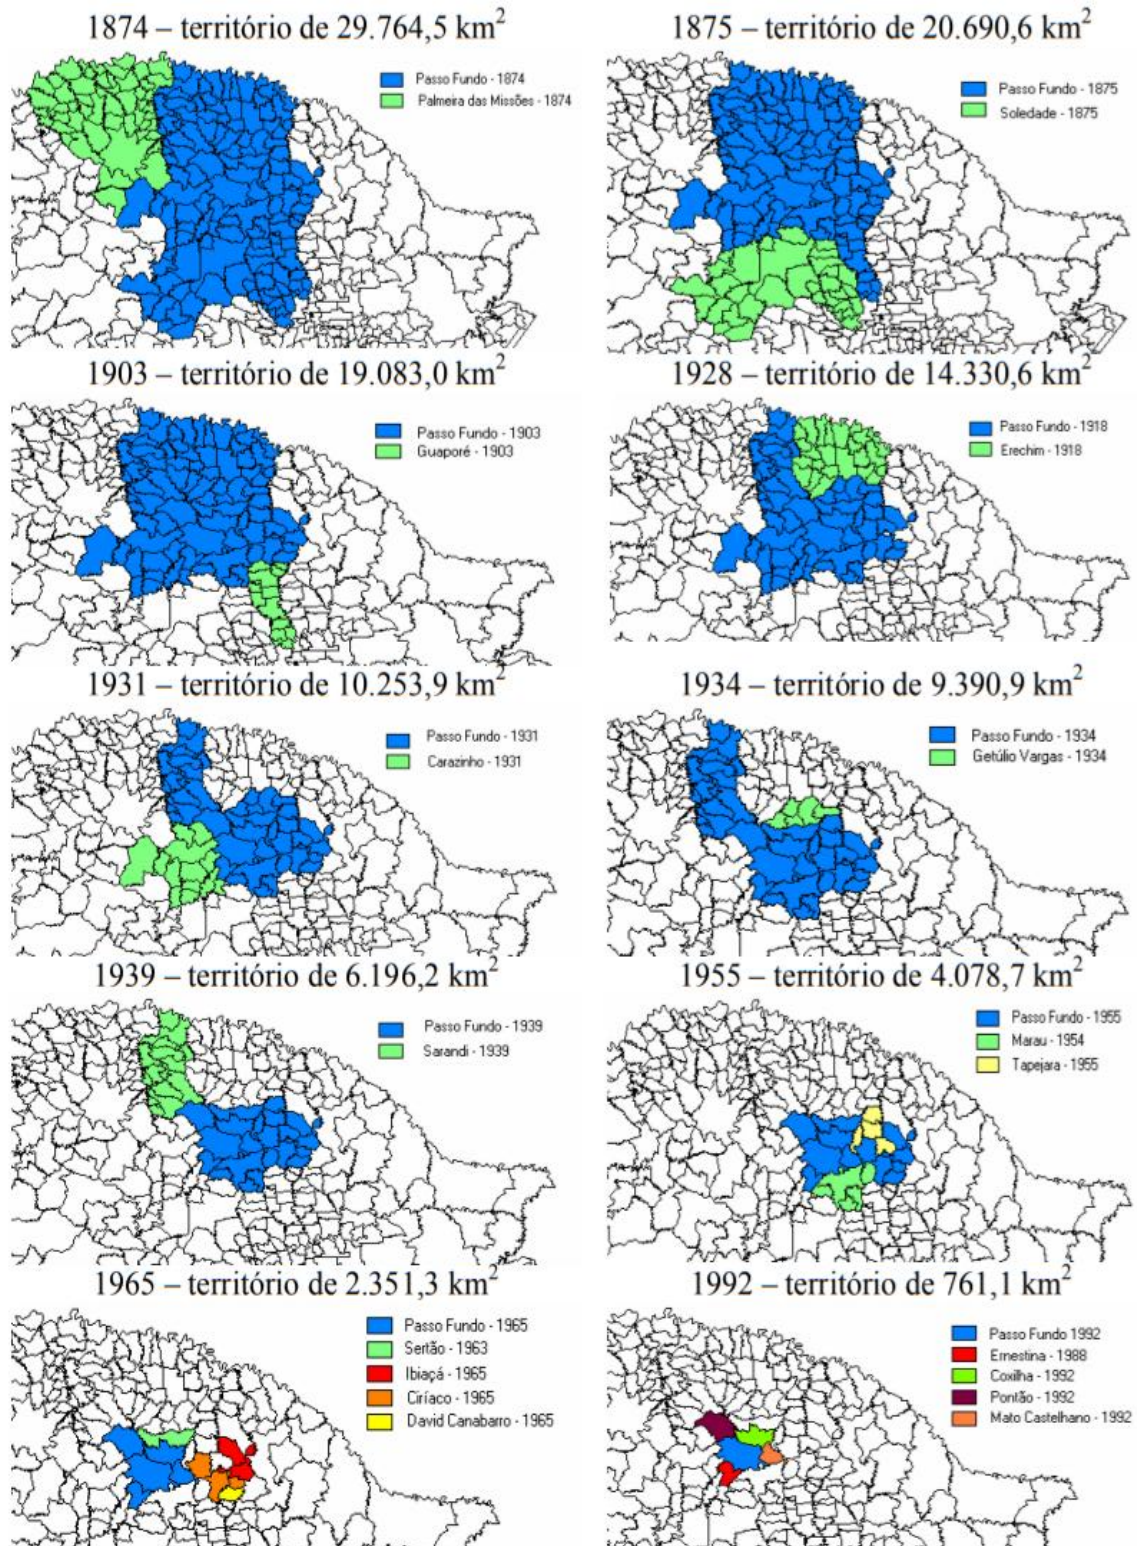 1874 – território de 29.764,5 km²
Passo Fundo - 1874
Palmeira das Missões - 1874
1875 – território de 20.690,6 km²
Passo Fundo - 1875
Soledade - 1875
1903 – território de 19.083,0 km²
Passo Fundo - 1903
Guaporé - 1903
1928 – território de 14.330,6 km²
Passo Fundo - 1918
Erechim - 1918
1931 – território de 10.253,9 km²
Passo Fundo - 1931
Carazinho - 1931
1934 – território de 9.390,9 km²
Passo Fundo - 1934
Getúlio Vargas - 1934
1939 – território de 6.196,2 km²
Passo Fundo - 1939
Sarandi - 1939
1955 – território de 4.078,7 km²
Passo Fundo - 1955
Marau - 1954
Tapejara - 1955
1965 – território de 2.351,3 km²
Passo Fundo - 1965
Sertão - 1963
Ibiaçá - 1965
Ciríaco - 1965
David Canabarro - 1965
1992 – território de 761,1 km²
Passo Fundo 1992
Ernestina - 1988
Coxilha - 1992
Pontão - 1992
Mato Castelhano - 1992